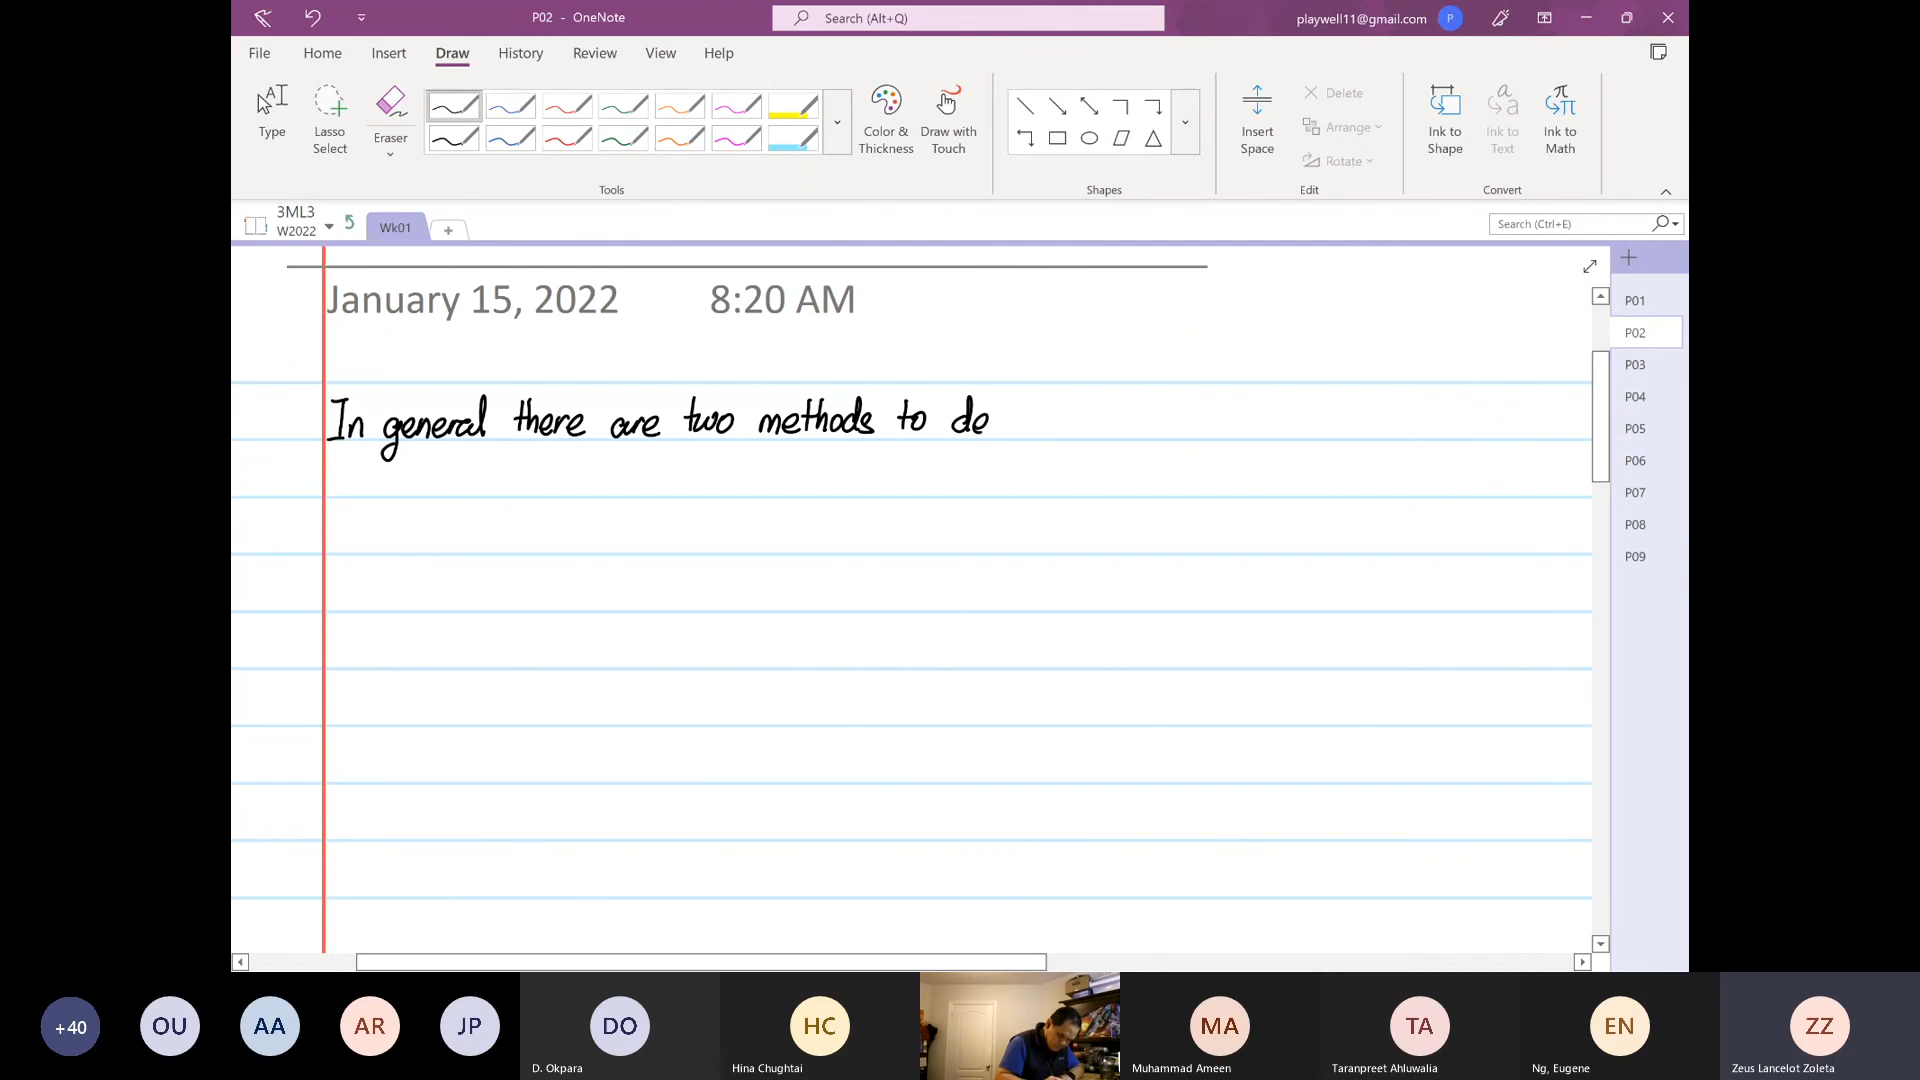 P02 - OneNote
Search (Alt+Q)
playwell11@gmail.com
P
File Home Insert Draw History Review View Help
Type
Lasso Select
Eraser
Color & Thickness
Draw with Touch
Insert Space
Delete
Arrange
Rotate
Ink to Shape
Ink to Text
Ink to Math
Tools
Shapes
Edit
Convert
3ML3
W2022
Wk01
Search (Ctrl+E)
January 15, 2022 8:20 AM
In general there are two methods to de
P01
P02
P03
P04
P05
P06
P07
P08
P09
+40 OU AA AR JP DO HC MA TA EN ZZ
D. Okpara Hina Chughtai Muhammad Ameen Taranpreet Ahluwalia Ng, Eugene Zeus Lancelot Zoleta